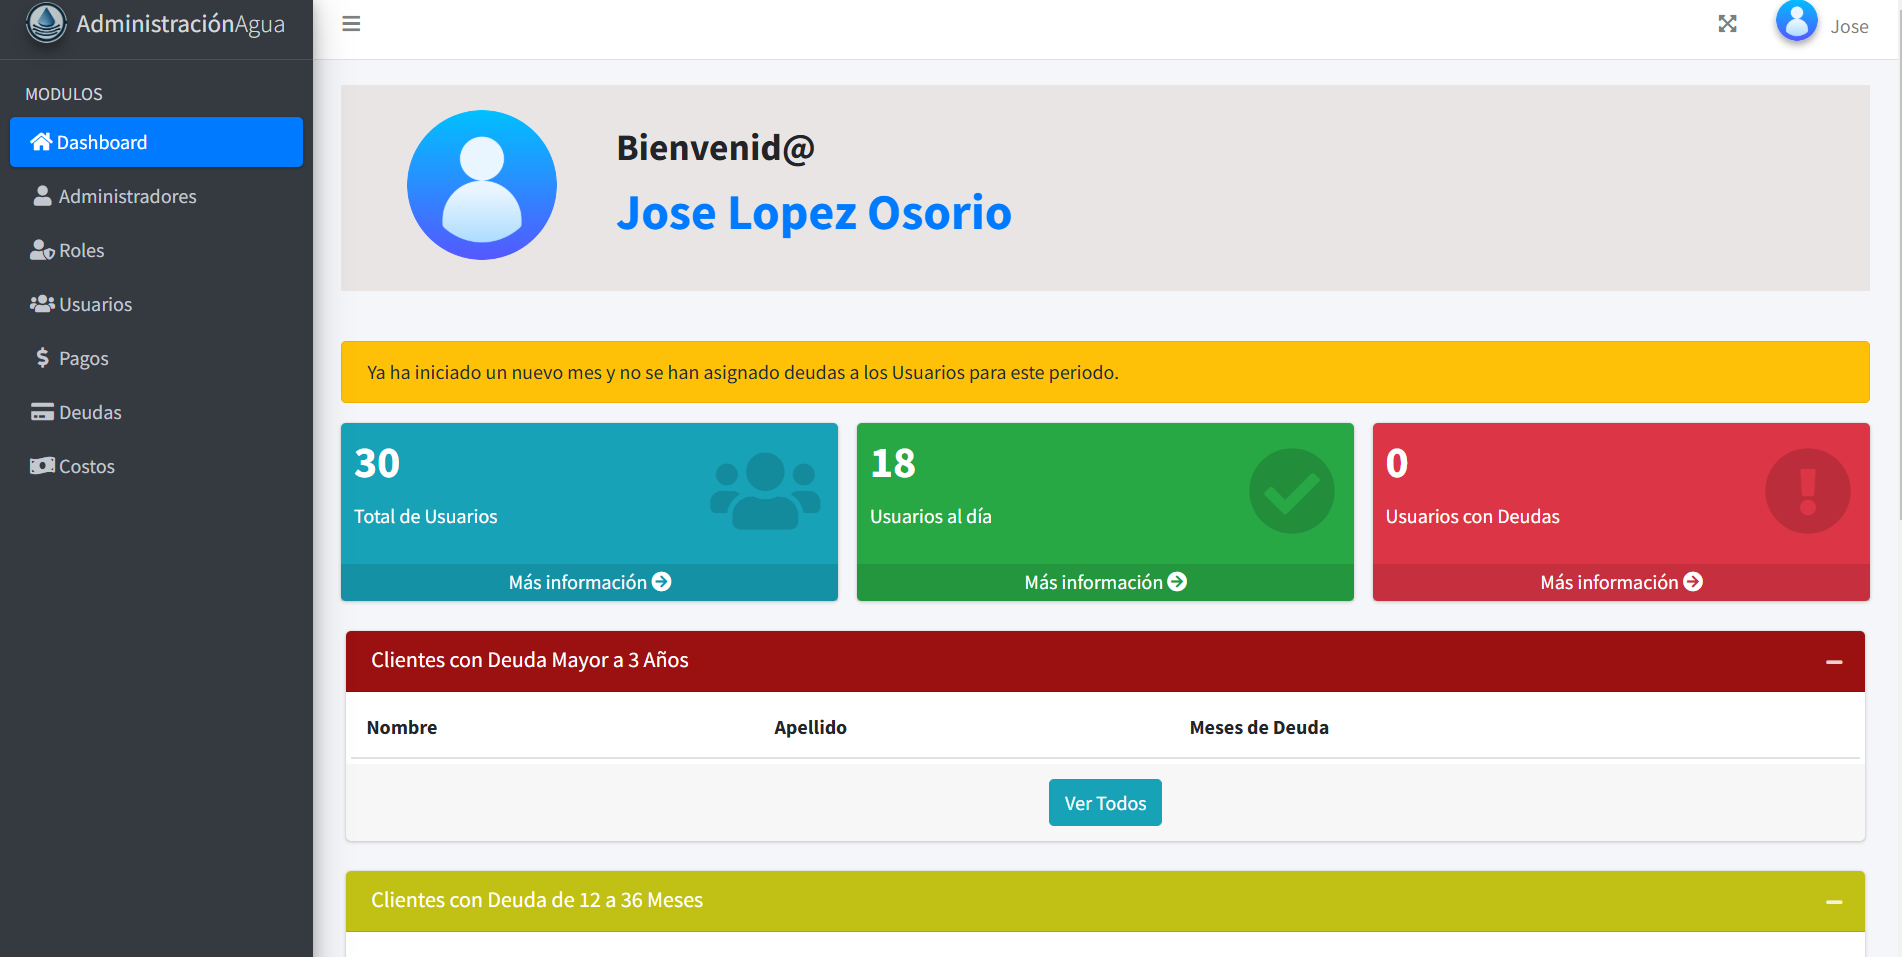 AdministraciónAgua
Jose
MODULOS
Dashboard
Administradores
Roles
Usuarios
Pagos
Deudas
Costos
Bienvenid@
Jose Lopez Osorio
Ya ha iniciado un nuevo mes y no se han asignado deudas a los Usuarios para este periodo.
30
Total de Usuarios
Más información
18
Usuarios al día
Más información
0
Usuarios con Deudas
Más información
Clientes con Deuda Mayor a 3 Años
Nombre Apellido Meses de Deuda
Ver Todos
Clientes con Deuda de 12 a 36 Meses